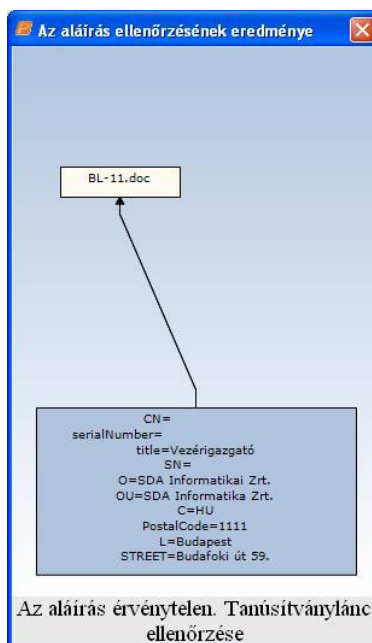 Az aláírás ellenőrzésének eredménye
BL-11.doc
CN=
serialNumber=
title=Vezérigazgató
SN=
O=SDA Informatikai Zrt.
OU=SDA Informatika Zrt.
C=HU
PostalCode=1111
L=Budapest
STREET=Budafoki út 59.
Az aláírás érvénytelen. Tanúsítványlánc
ellenőrzése